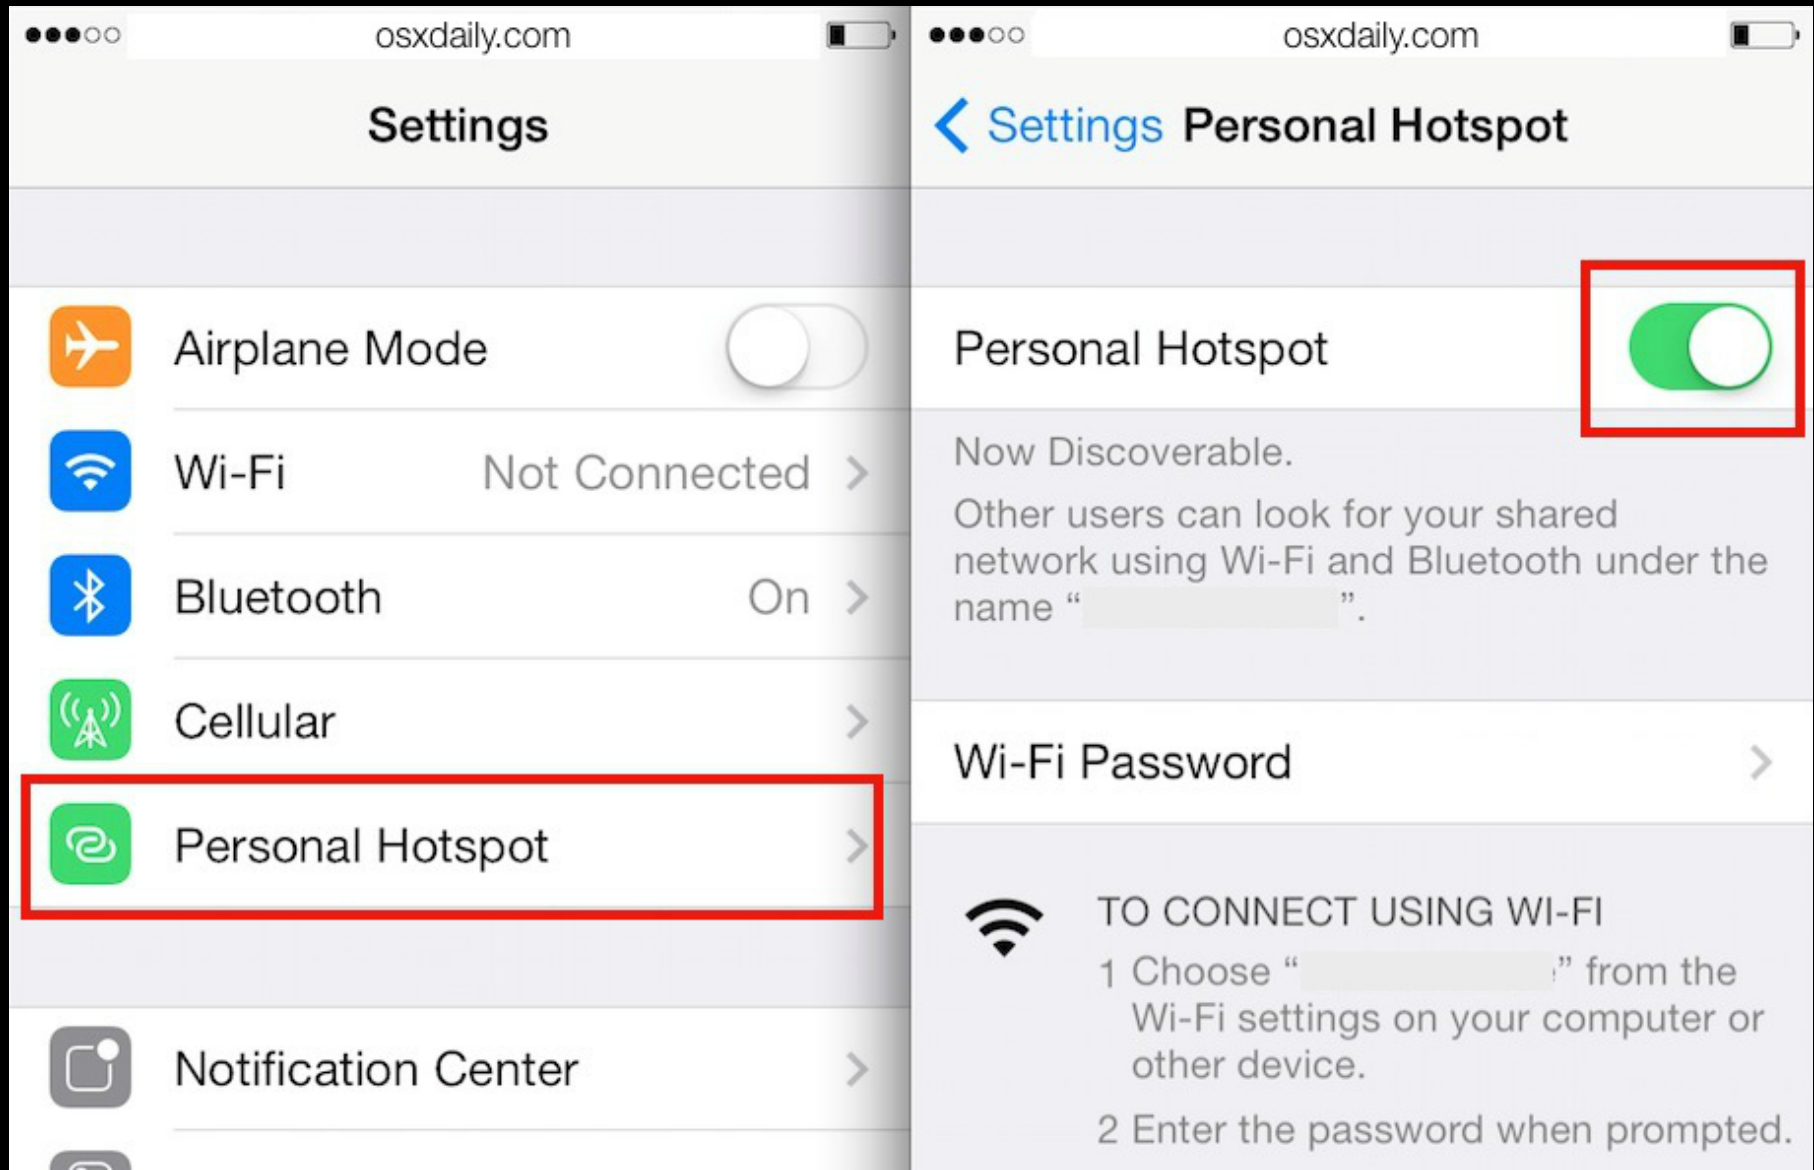 osxdaily.com
Settings
Airplane Mode
Wi-Fi Not Connected
Bluetooth On
Cellular
Personal Hotspot
Notification Center
osxdaily.com
Settings Personal Hotspot
Personal Hotspot
Now Discoverable.
Other users can look for your shared
network using Wi-Fi and Bluetooth under the
name “ ”.
Wi-Fi Password
TO CONNECT USING WI-FI
1 Choose “ ” from the
Wi-Fi settings on your computer or
other device.
2 Enter the password when prompted.